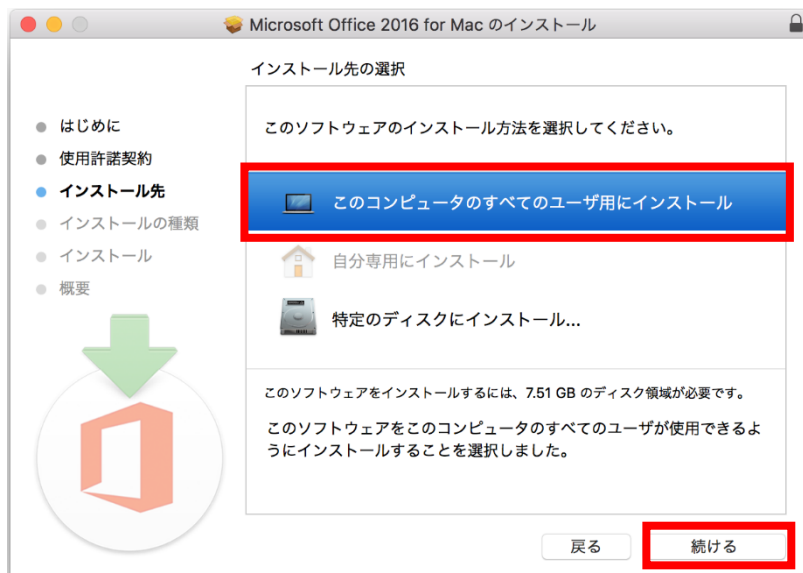 Microsoft Office 2016 for Mac のインストール
インストール先の選択
はじめに
使用許諾契約
インストール先
インストールの種類
インストール
概要
このソフトウェアのインストール方法を選択してください。
このコンピュータのすべてのユーザ用にインストール
自分専用にインストール
特定のディスクにインストール...
このソフトウェアをインストールするには、7.51 GB のディスク領域が必要です。
このソフトウェアをこのコンピュータのすべてのユーザが使用できるよ
うにインストールすることを選択しました。
戻る
続ける